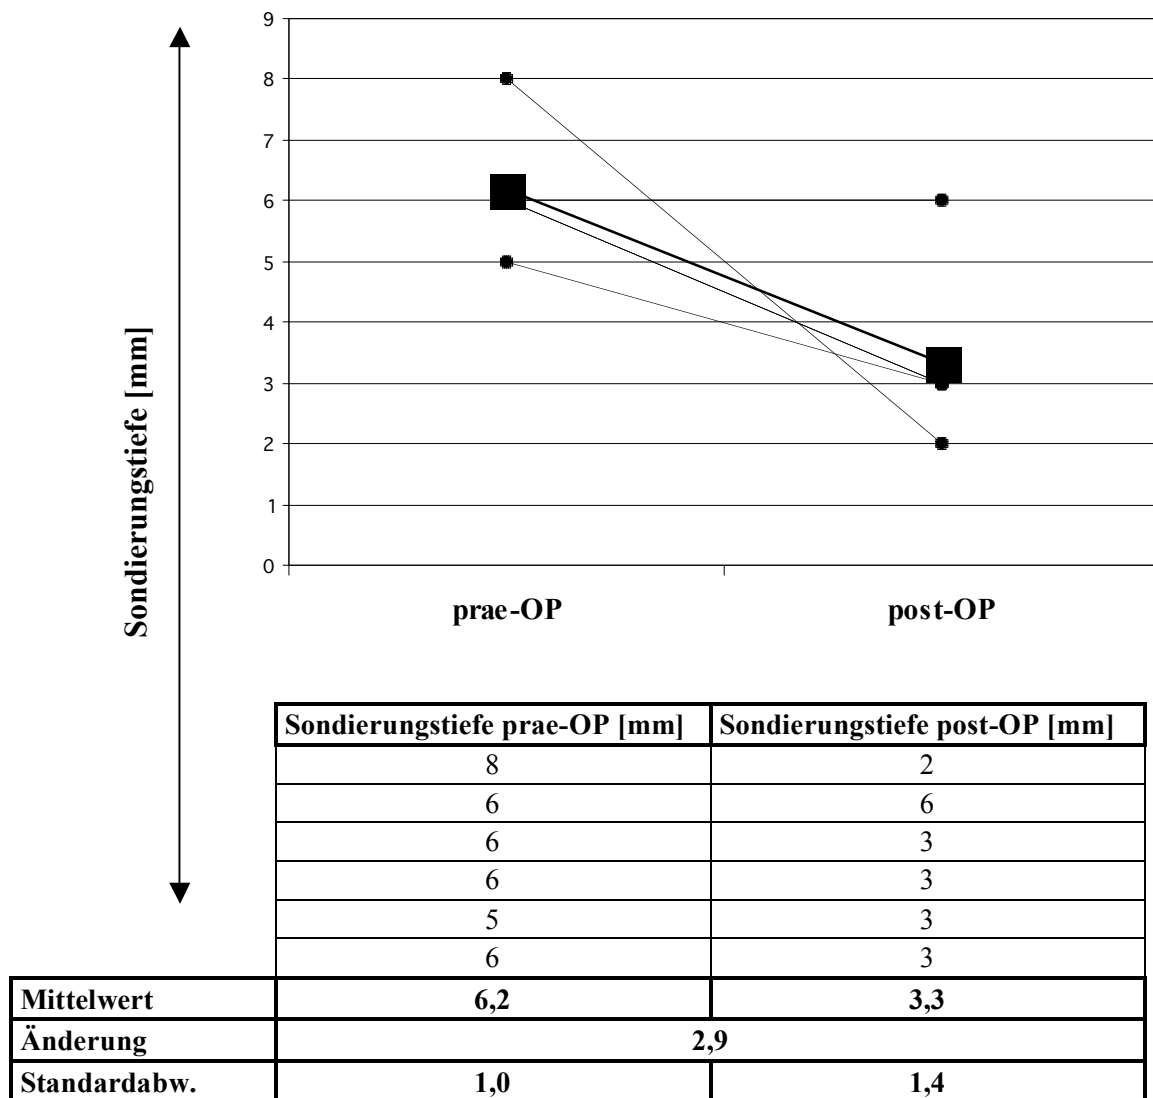 9
8
7
6
5
4
3
2
1
0
Sondierungstiefe [mm]
prae-OP post-OP
Sondierungstiefe prae-OP [mm] Sondierungstiefe post-OP [mm]
8 2
6 6
6 3
6 3
5 3
6 3
Mittelwert 6,2 3,3
Änderung 2,9
Standardabw. 1,0 1,4